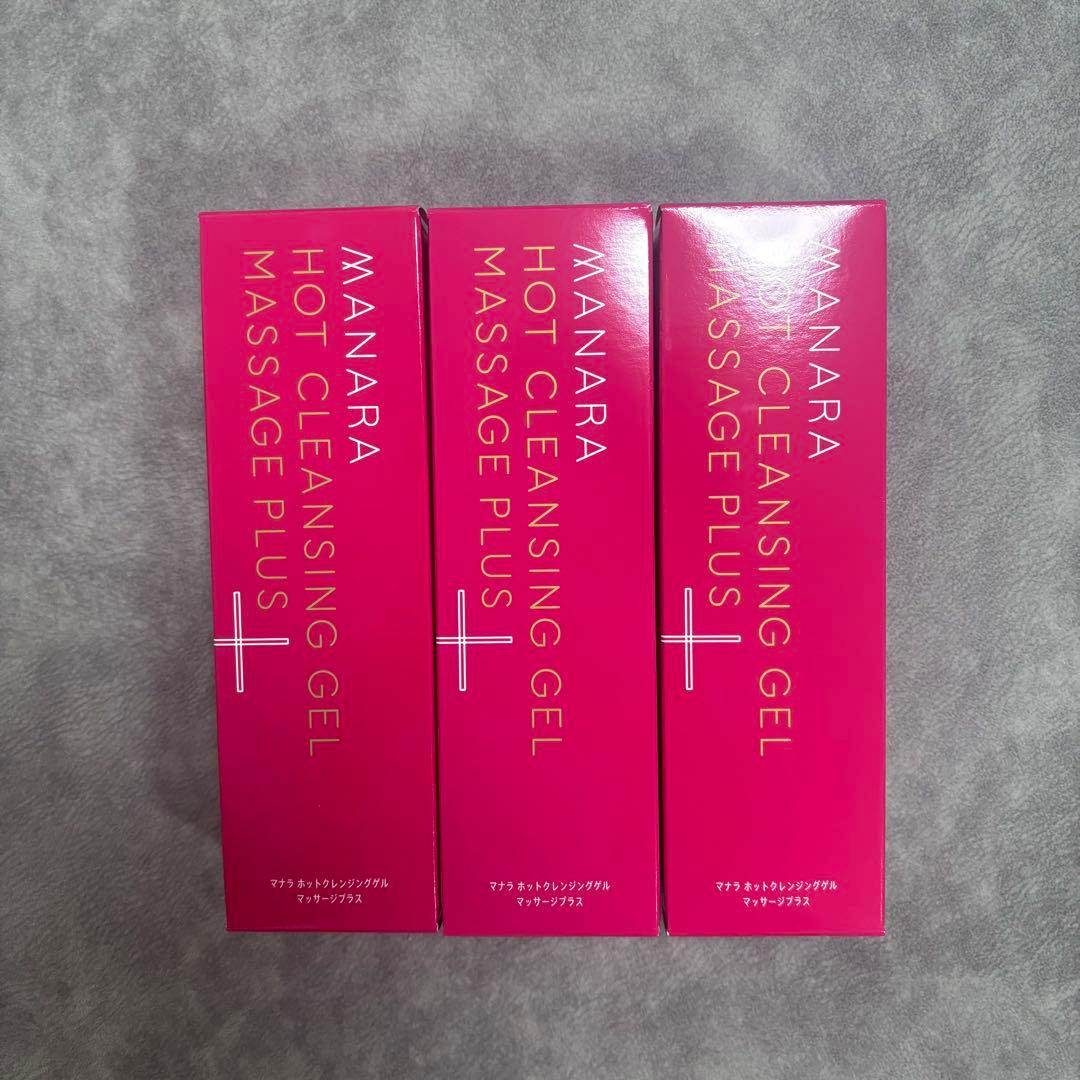 MANARA
HOT CLEANSING GEL
MASSAGE PLUS
マナラ ホットクレンジングゲル
マッサージプラス
MANARA
HOT CLEANSING GEL
MASSAGE PLUS
マナラ ホットクレンジングゲル
マッサージプラス
MANARA
HOT CLEANSING GEL
MASSAGE PLUS
マナラ ホットクレンジングゲル
マッサージプラス